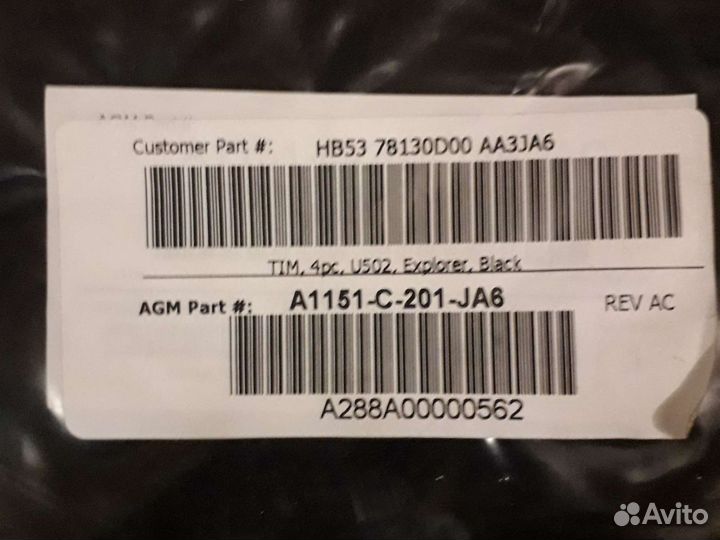 Customer Part #: HB53 78130D00 AA3JA6
TIM, 4pc, U502, Explorer, Black
AGM Part #: A1151-C-201-JA6 REV AC
A288A00000562
Avito